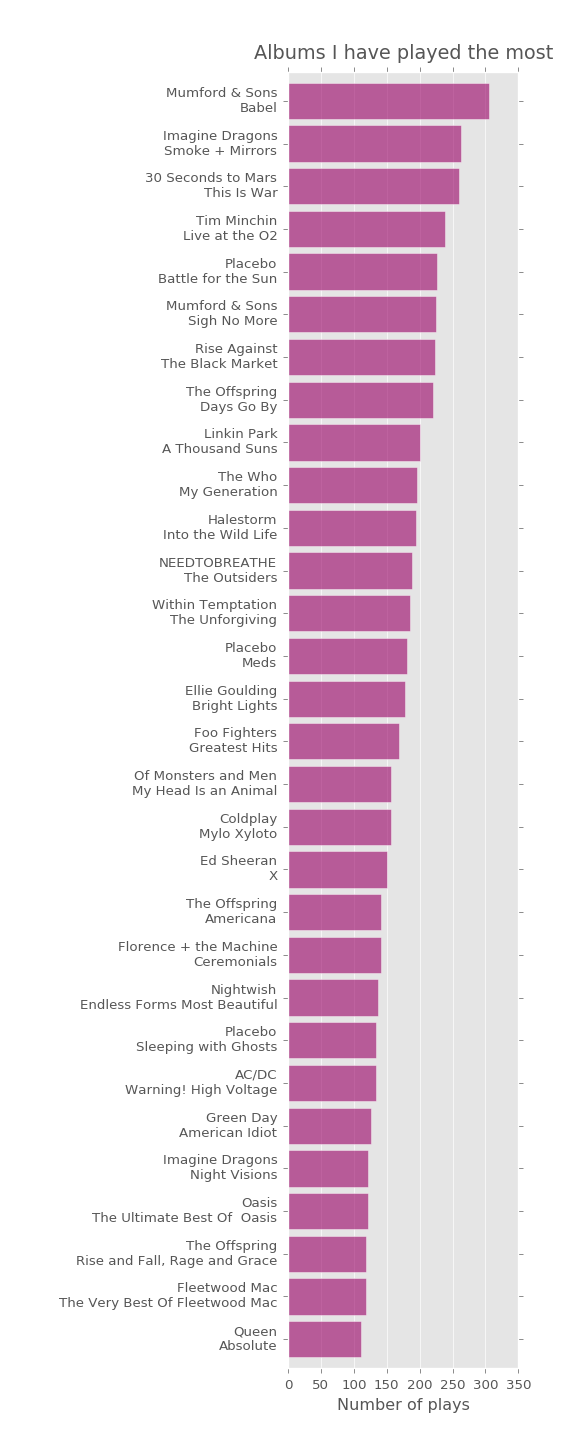 Albums I have played the most
Mumford & Sons
Babel
Imagine Dragons
Smoke + Mirrors
30 Seconds to Mars
This Is War
Tim Minchin
Live at the O2
Placebo
Battle for the Sun
Mumford & Sons
Sigh No More
Rise Against
The Black Market
The Offspring
Days Go By
Linkin Park
A Thousand Suns
The Who
My Generation
Halestorm
Into the Wild Life
NEEDTOBREATHE
The Outsiders
Within Temptation
The Unforgiving
Placebo
Meds
Ellie Goulding
Bright Lights
Foo Fighters
Greatest Hits
Of Monsters and Men
My Head Is an Animal
Coldplay
Mylo Xyloto
Ed Sheeran
X
The Offspring
Americana
Florence + the Machine
Ceremonials
Nightwish
Endless Forms Most Beautiful
Placebo
Sleeping with Ghosts
AC/DC
Warning! High Voltage
Green Day
American Idiot
Imagine Dragons
Night Visions
Oasis
The Ultimate Best Of  Oasis
The Offspring
Rise and Fall, Rage and Grace
Fleetwood Mac
The Very Best Of Fleetwood Mac
Queen
Absolute
0 50 100 150 200 250 300 350
Number of plays